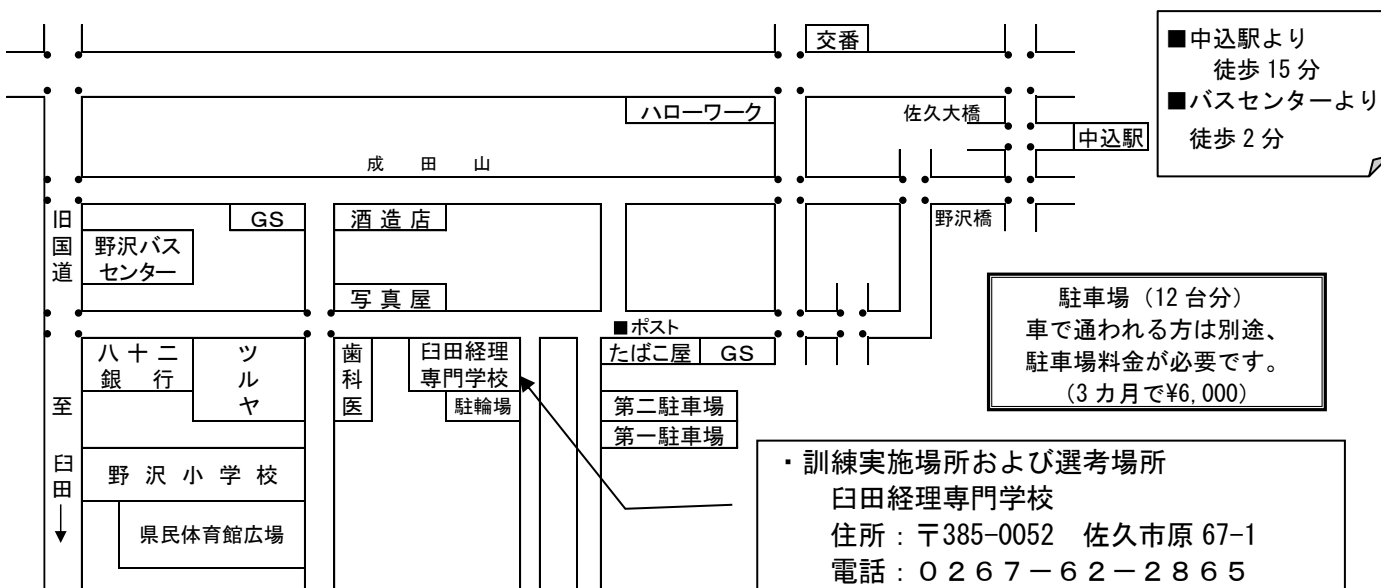 交番
■中込駅より
徒歩 15 分
■バスセンターより
徒歩 2 分
ハローワーク
佐久大橋
中込駅
成 田 山
旧国道
GS
酒 造 店
野沢橋
野沢バス
センター
写 真 屋
駐車場（12 台分）
車で通われる方は別途、
駐車場料金が必要です。
(3 カ月で¥6,000)
■ポスト
八 十 二
銀 行
ツルヤ
歯科医
臼田経理
専門学校
たばこ屋
GS
駐輪場
第二駐車場
第一駐車場
至 臼田
野 沢 小 学 校
県民体育館広場
・訓練実施場所および選考場所
臼田経理専門学校
住所：〒385-0052 佐久市原 67-1
電話：０２６７－６２－２８６５